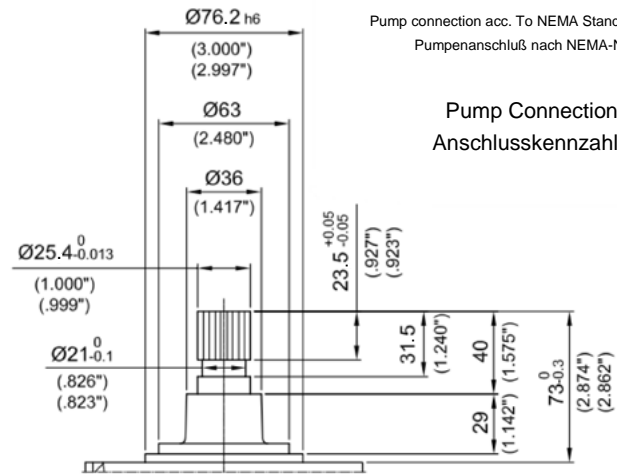 Ø76.2 h6
(3.000")
(2.997")
Pump connection acc. To NEMA
Pumpenanschluß nach
Ø63
(2.480")
Pump Connection
Anschlusskennzahl
Ø36
(1.417")
Ø25.4 0 -0.013
(1.000")
(.999")
Ø21 0 -0.1
(.826")
(.823")
23.5 +0.05 -0.05
(.927")
(.923")
31.5
(1.240")
40
(1.575")
29
(1.142")
73 0 -0.3
(2.874")
(2.862")